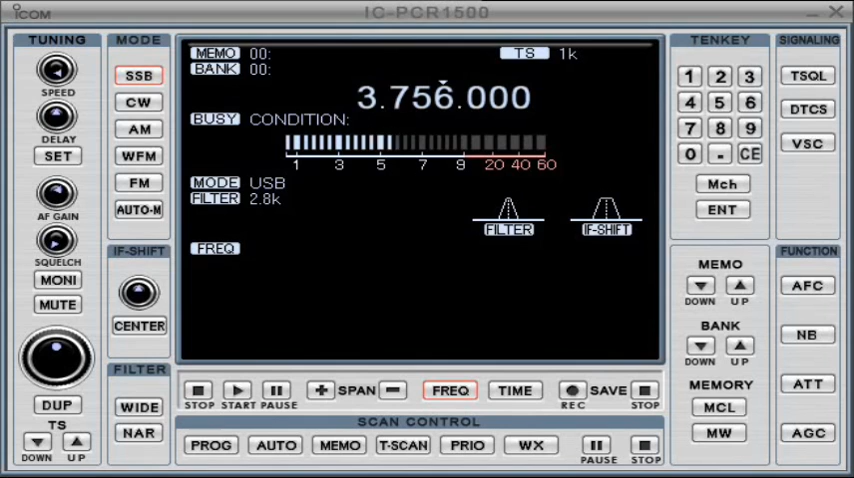 ICOM
IC-PCR1500
TUNING
SPEED
DELAY
SET
AF GAIN
SQUELCH
MONI
MUTE
DUP
TS
DOWN UP
MODE
SSB
CW
AM
WFM
FM
AUTO-M
IF-SHIFT
CENTER
FILTER
WIDE
NAR
MEMO 00: TS 1k
BANK 00:
3.756.000
BUSY CONDITION:
1 3 5 7 9 20 40 60
MODE USB
FILTER 2.8k
FILTER IF-SHIFT
FREQ
STOP START PAUSE + SPAN - FREQ TIME REC SAVE STOP
SCAN CONTROL
PROG AUTO MEMO T-SCAN PRIO WX PAUSE STOP
TENKEY
1 2 3
4 5 6
7 8 9
0 . CE
Mch
ENT
MEMO
DOWN UP
BANK
DOWN UP
MEMORY
MCL
MW
SIGNALING
TSQL
DTCS
VSC
FUNCTION
AFC
NB
ATT
AGC